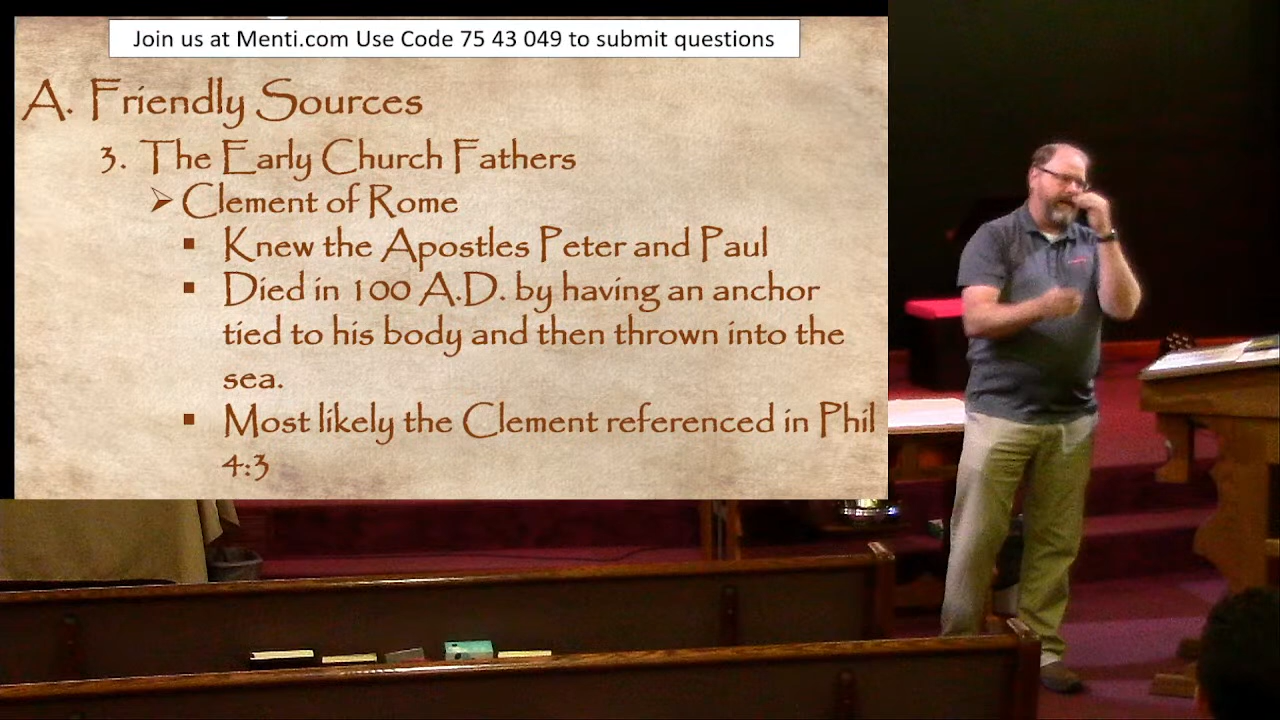 Join us at Menti.com Use Code 75 43 049 to submit questions
A. Friendly Sources
3. The Early Church Fathers
➢ Clement of Rome
▪ Knew the Apostles Peter and Paul
▪ Died in 100 A.D. by having an anchor
tied to his body and then thrown into the
sea.
▪ Most likely the Clement referenced in Phil
4:3